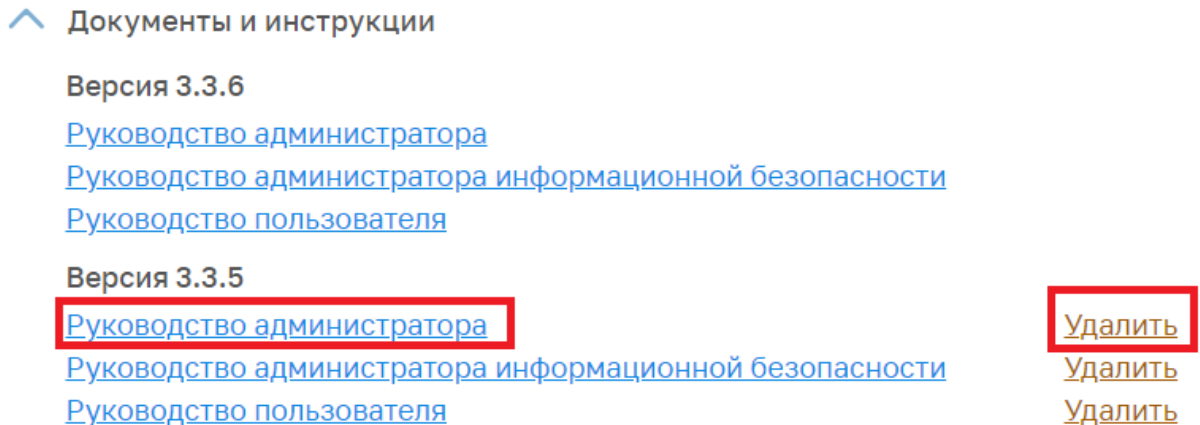 Документы и инструкции
Версия 3.3.6
Руководство администратора
Руководство администратора информационной безопасности
Руководство пользователя
Версия 3.3.5
Руководство администратора Удалить
Руководство администратора информационной безопасности Удалить
Руководство пользователя Удалить